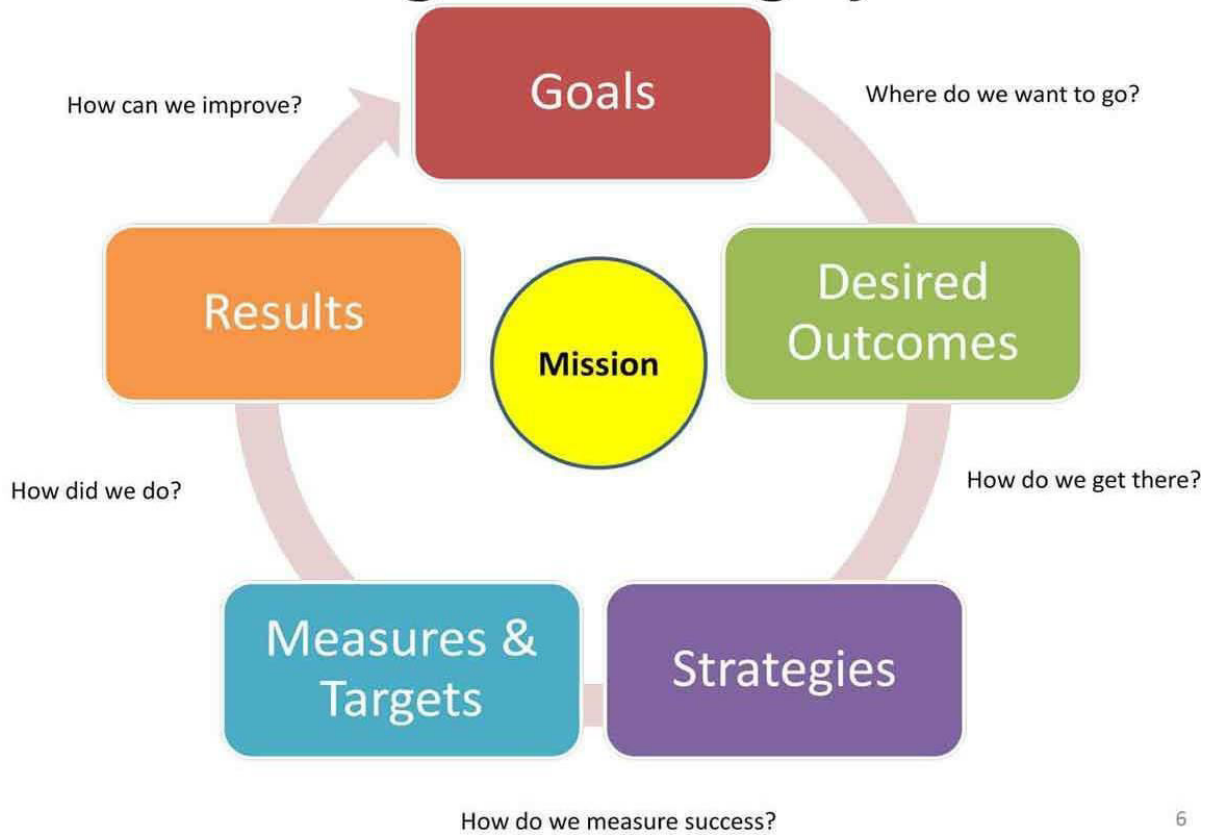 Goals
How can we improve?
Where do we want to go?
Results
Desired
Outcomes
Mission
How did we do?
How do we get there?
Measures &
Targets
Strategies
How do we measure success?
6